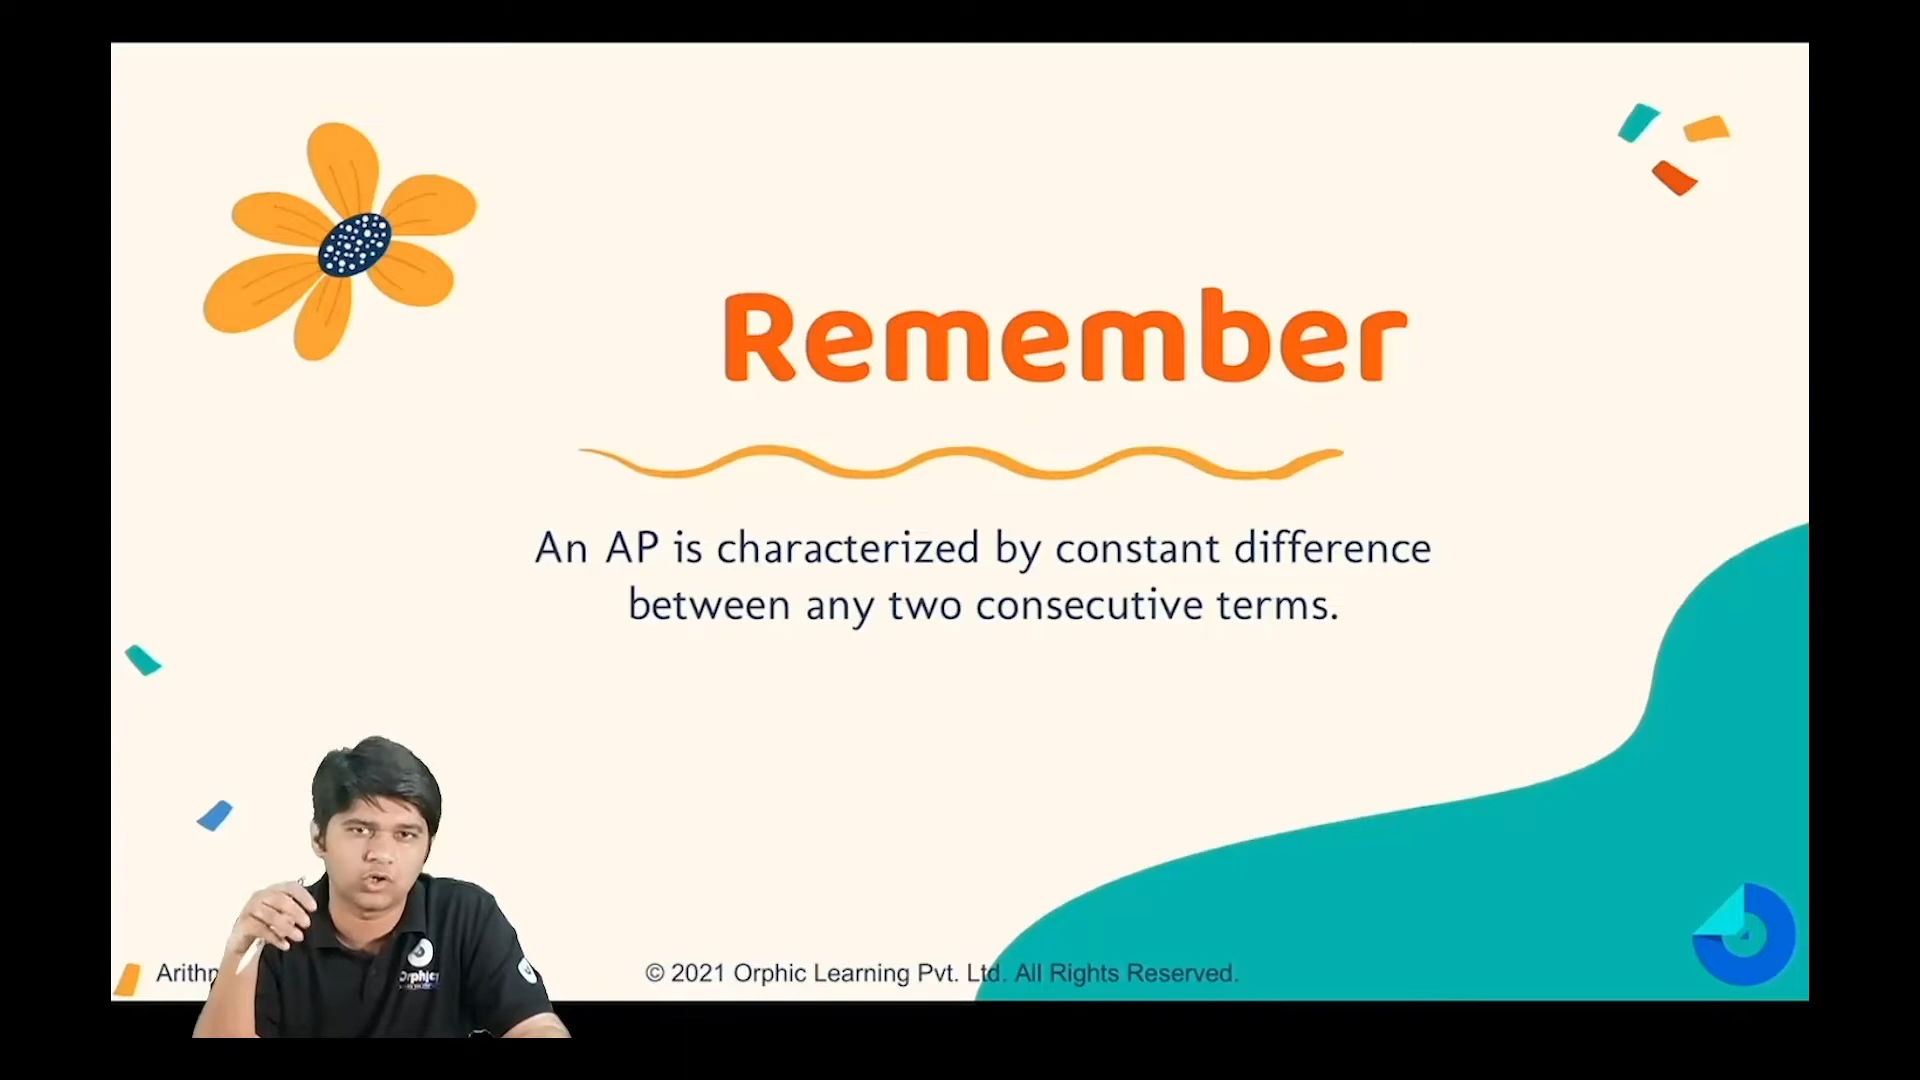 Remember
An AP is characterized by constant difference
between any two consecutive terms.
© 2021 Orphic Learning Pvt. Ltd. All Rights Reserved.